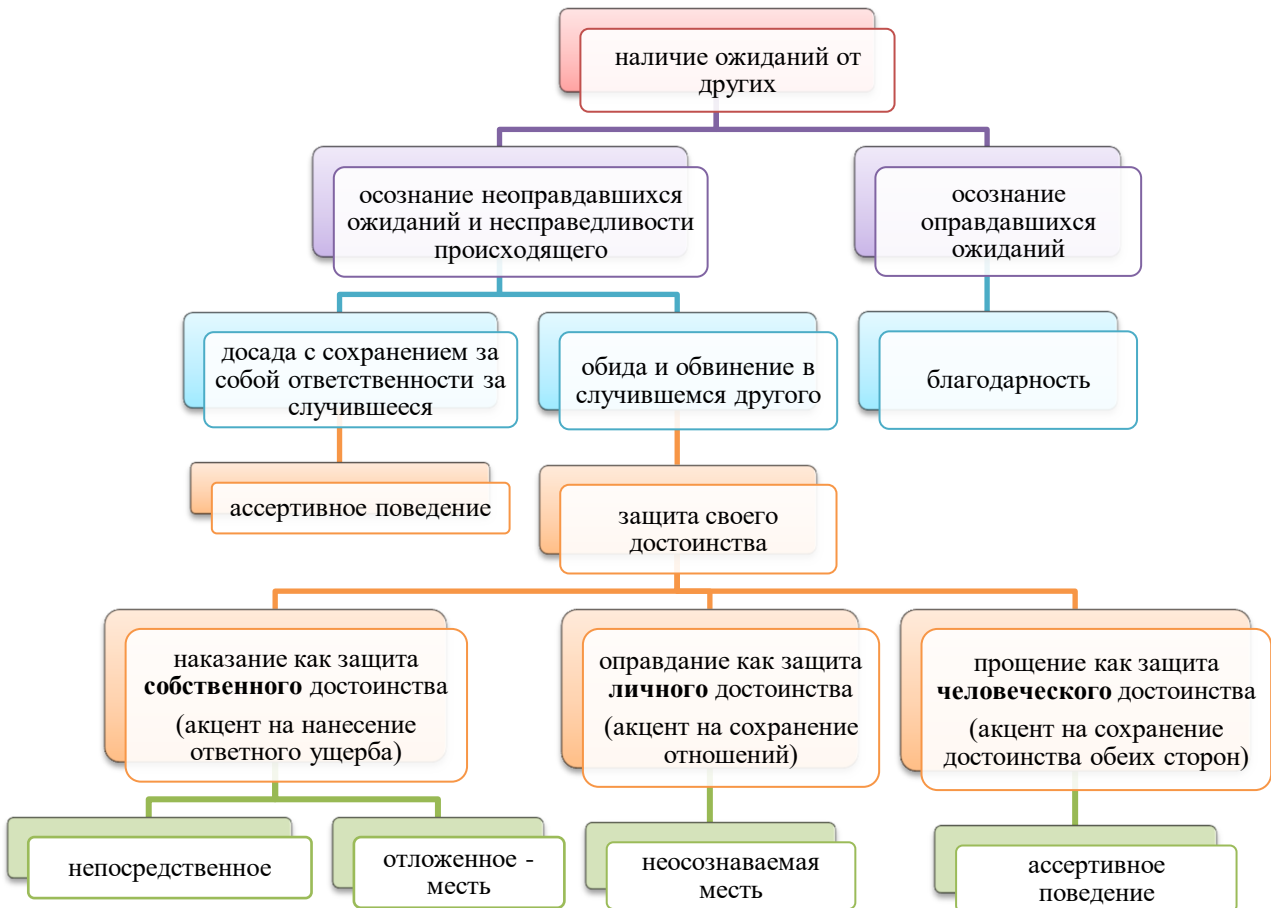 наличие ожиданий от
других
осознание неоправдавшихся
ожиданий и несправедливости
происходящего
осознание
оправдавшихся
ожиданий
досада с сохранением за
собой ответственности за
случившееся
обида и обвинение в
случившемся другого
благодарность
ассертивное поведение
защита своего
достоинства
наказание как защита
собственного достоинства
(акцент на нанесение
ответного ущерба)
оправдание как защита
личного достоинства
(акцент на сохранение
отношений)
прощение как защита
человеческого достоинства
(акцент на сохранение
достоинства обеих сторон)
непосредственное
отложенное -
месть
неосознаваемая
месть
ассертивное
поведение